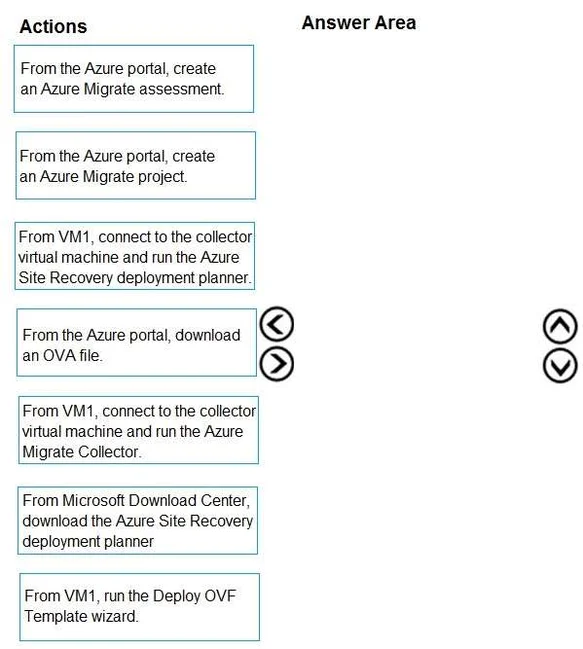 Actions
Answer Area
From the Azure portal, create
an Azure Migrate assessment.
From the Azure portal, create
an Azure Migrate project.
From VM1, connect to the collector
virtual machine and run the Azure
Site Recovery deployment planner.
From the Azure portal, download
an OVA file.
From VM1, connect to the collector
virtual machine and run the Azure
Migrate Collector.
From Microsoft Download Center,
download the Azure Site Recovery
deployment planner
From VM1, run the Deploy OVF
Template wizard.